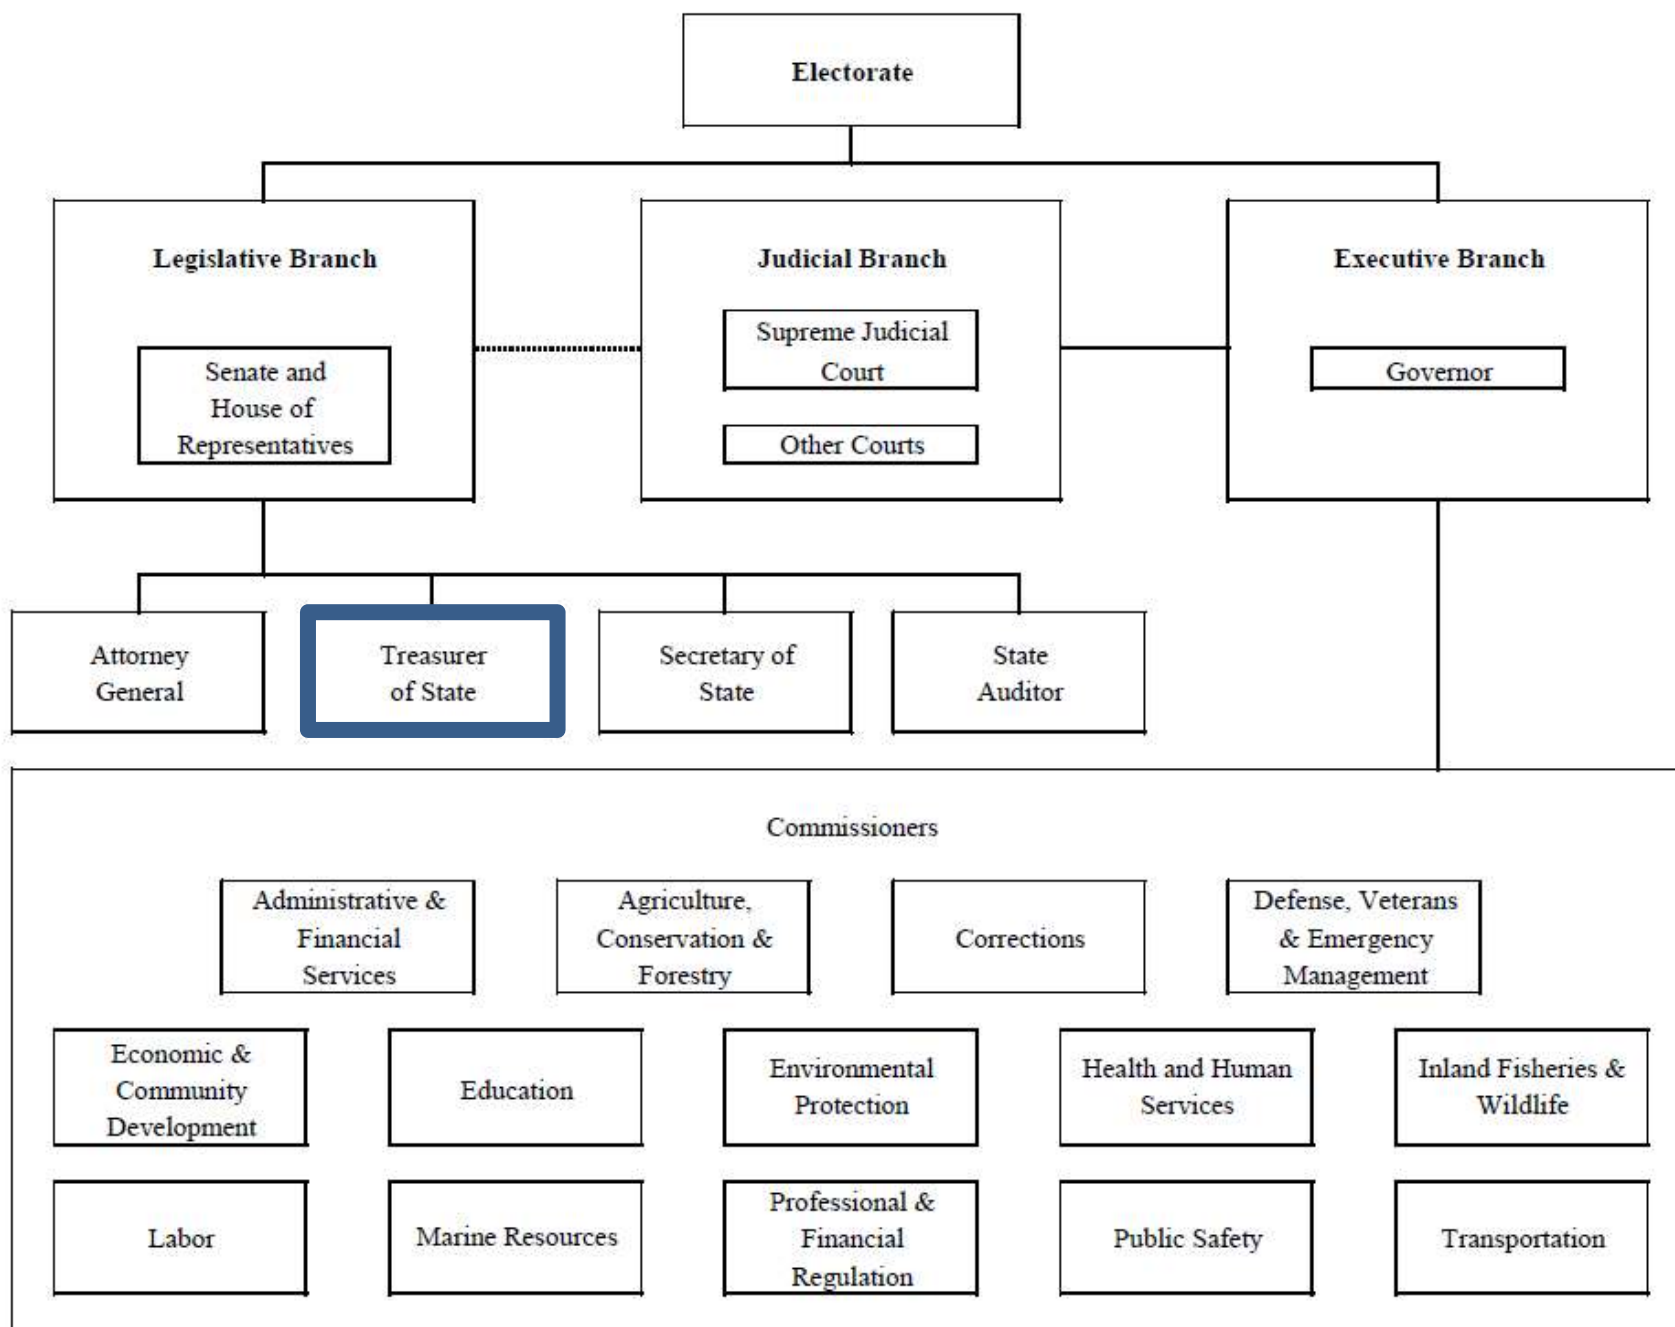 Electorate
Legislative Branch
Senate and
House of
Representatives
Judicial Branch
Supreme Judicial
Court
Other Courts
Executive Branch
Governor
Attorney
General
Treasurer
of State
Secretary of
State
State
Auditor
Commissioners
Administrative &
Financial
Services
Agriculture,
Conservation &
Forestry
Corrections
Defense, Veterans
& Emergency
Management
Economic &
Community
Development
Education
Environmental
Protection
Health and Human
Services
Inland Fisheries &
Wildlife
Labor
Marine Resources
Professional &
Financial
Regulation
Public Safety
Transportation